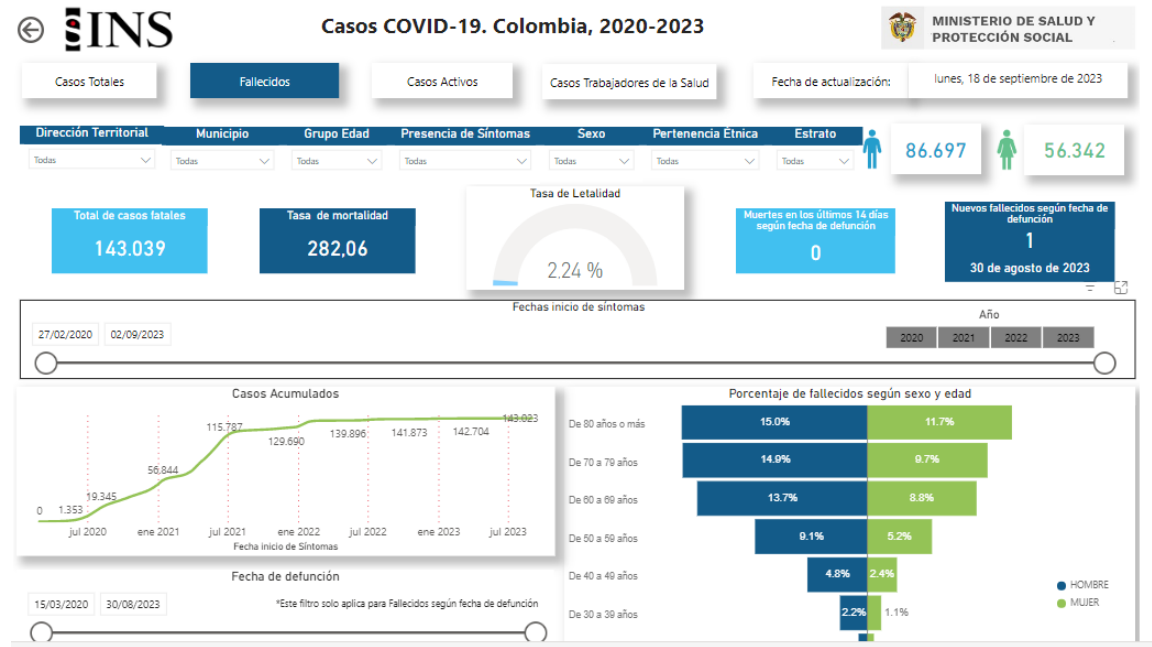 INS
Casos COVID-19. Colombia, 2020-2023
MINISTERIO DE SALUD Y
PROTECCIÓN SOCIAL
Casos Totales
Fallecidos
Casos Activos
Casos Trabajadores de la Salud
Fecha de actualización:
lunes, 18 de septiembre de 2023
Dirección Territorial
Municipio
Grupo Edad
Presencia de Síntomas
Sexo
Pertenencia Étnica
Estrato
Todas
Todas
Todas
Todas
Todas
Todas
Todas
86.697
56.342
Total de casos fatales
143.039
Tasa de mortalidad
282,06
Tasa de Letalidad
2,24 %
Muertes en los últimos 14 días
según fecha de defunción
0
Nuevos fallecidos según fecha de
defunción
1
30 de agosto de 2023
Fechas inicio de síntomas
27/02/2020
02/09/2023
Año
2020
2021
2022
2023
Casos Acumulados
0
1.353
19.345
56.844
115.787
129.690
139.896
141.873
142.704
143.023
jul 2020
ene 2021
jul 2021
ene 2022
jul 2022
ene 2023
jul 2023
Fecha inicio de Síntomas
Fecha de defunción
15/03/2020
30/08/2023
*Este filtro solo aplica para Fallecidos según fecha de defunción
Porcentaje de fallecidos según sexo y edad
De 80 años o más
15.0%
11.7%
De 70 a 79 años
14.9%
9.7%
De 60 a 69 años
13.7%
8.8%
De 50 a 59 años
9.1%
5.2%
De 40 a 49 años
4.8%
2.4%
De 30 a 39 años
2.2%
1.1%
HOMBRE
MUJER